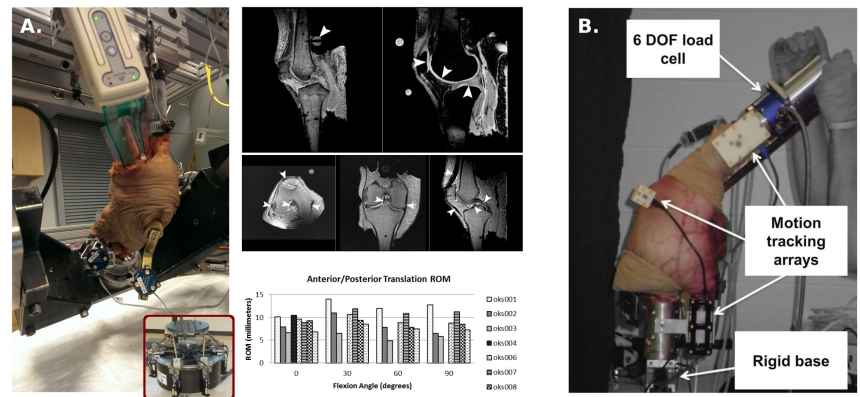 A.
B.
6 DOF load
cell
Motion
tracking
arrays
Rigid base
Anterior/Posterior Translation ROM
ROM (millimeters)
15
10
5
0
0
30
60
90
Flexion Angle (degrees)
oks001
oks002
oks003
oks004
oks006
oks007
oks008